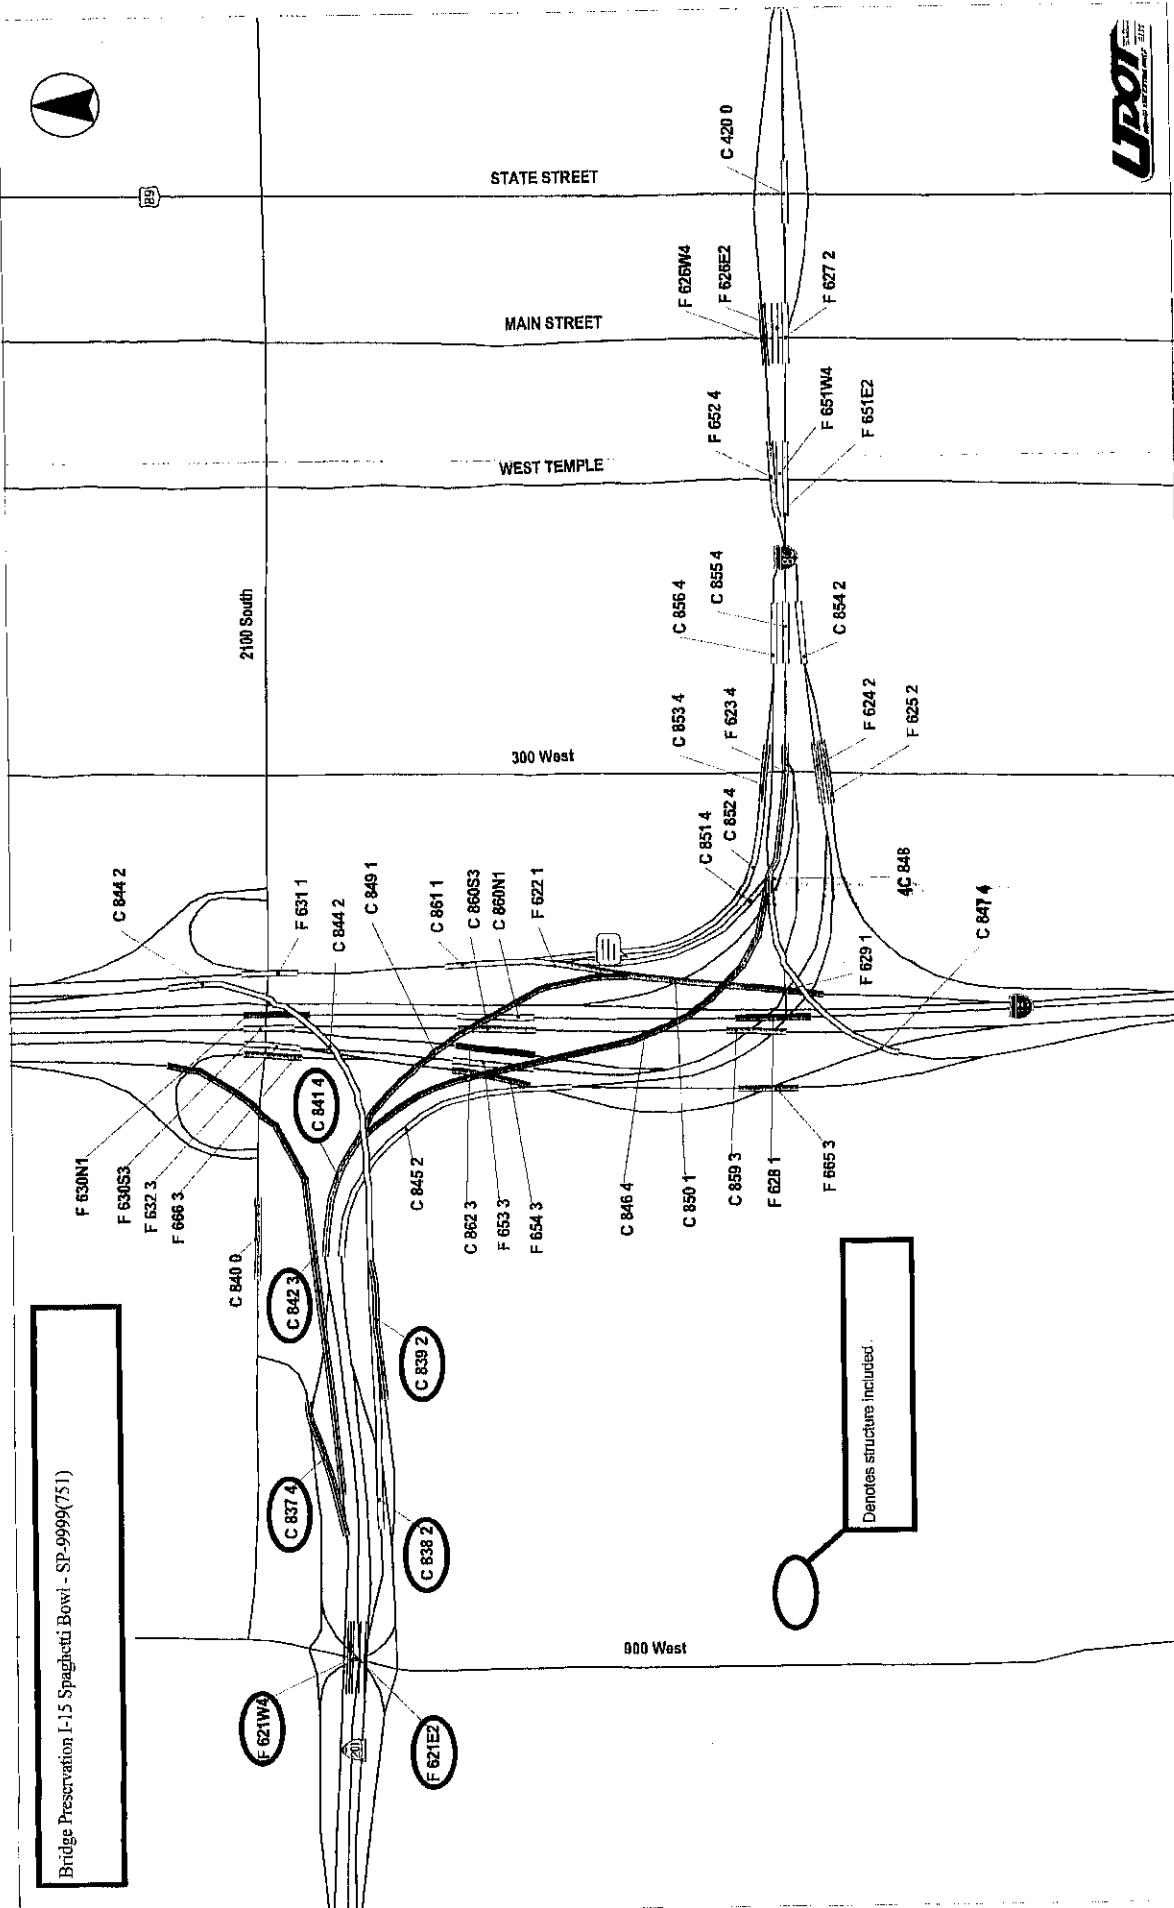 Bridge Preservation I-15 Spaghetti Bowl - SP-9999(751)
UDOT
89
STATE STREET
MAIN STREET
WEST TEMPLE
2100 South
300 West
900 West
201
C 420 0
F 626W4
F 626E2
F 627 2
F 652 4
F 651W4
F 651E2
C 856 4
C 855 4
C 854 2
C 853 4
F 623 4
F 624 2
F 625 2
C 851 4
C 852 4
4C 848
C 847 4
C 844 2
F 631 1
C 844 2
C 849 1
C 861 1
C 860S3
C 860N1
F 622 1
F 629 1
F 630N1
F 630S3
F 632 3
F 666 3
C 841 4
C 845 2
C 862 3
F 653 3
F 654 3
C 846 4
C 850 1
C 859 3
F 628 1
F 665 3
C 840 0
C 842 3
C 839 2
C 837 4
C 838 2
F 621W4
F 621E2
Denotes structure included.